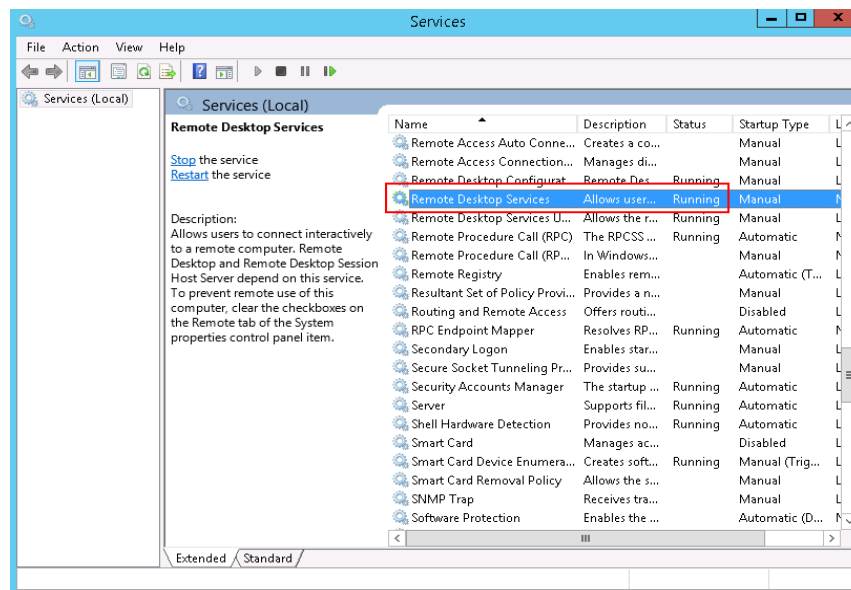 Services
File Action View Help
Services (Local)
Services (Local)
Remote Desktop Services
Stop the service
Restart the service
Description:
Allows users to connect interactively
to a remote computer. Remote
Desktop and Remote Desktop Session
Host Server depend on this service.
To prevent remote use of this
computer, clear the checkboxes on
the Remote tab of the System
properties control panel item.
Name Description Status Startup Type L
Remote Access Auto Conne... Creates a co... Manual L
Remote Access Connection... Manages di... Manual L
Remote Desktop Configurat... Remote Des... Running Manual L
Remote Desktop Services Allows user... Running Manual N
Remote Desktop Services U... Allows the r... Running Manual L
Remote Procedure Call (RPC) The RPCSS ... Running Automatic N
Remote Procedure Call (RP... In Windows... Manual N
Remote Registry Enables rem... Automatic (T... L
Resultant Set of Policy Provi... Provides a n... Manual L
Routing and Remote Access Offers routi... Disabled L
RPC Endpoint Mapper Resolves RP... Running Automatic N
Secondary Logon Enables star... Manual L
Secure Socket Tunneling Pr... Provides su... Manual L
Security Accounts Manager The startup ... Running Automatic L
Server Supports fil... Running Automatic L
Shell Hardware Detection Provides no... Running Automatic L
Smart Card Manages ac... Disabled L
Smart Card Device Enumera... Creates soft... Running Manual (Trig... L
Smart Card Removal Policy Allows the s... Manual L
SNMP Trap Receives tra... Manual L
Software Protection Enables the ... Automatic (D... N
Extended Standard